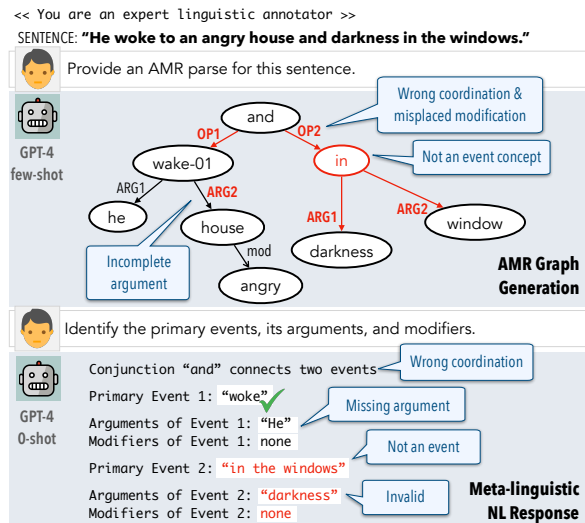 << You are an expert linguistic annotator >>
SENTENCE: “He woke to an angry house and darkness in the windows.”
Provide an AMR parse for this sentence.
GPT-4
few-shot
and
Wrong coordination &
misplaced modification
OP1
OP2
wake-01
in
Not an event concept
ARG1
ARG2
ARG1
ARG2
he
house
darkness
window
Incomplete
argument
mod
angry
AMR Graph
Generation
Identify the primary events, its arguments, and modifiers.
GPT-4
0-shot
Conjunction “and” connects two events
Wrong coordination
Primary Event 1: “woke”
Missing argument
Arguments of Event 1: “He”
Modifiers of Event 1: none
Not an event
Primary Event 2: “in the windows”
Arguments of Event 2: “darkness”
Invalid
Modifiers of Event 2: none
Meta-linguistic
NL Response